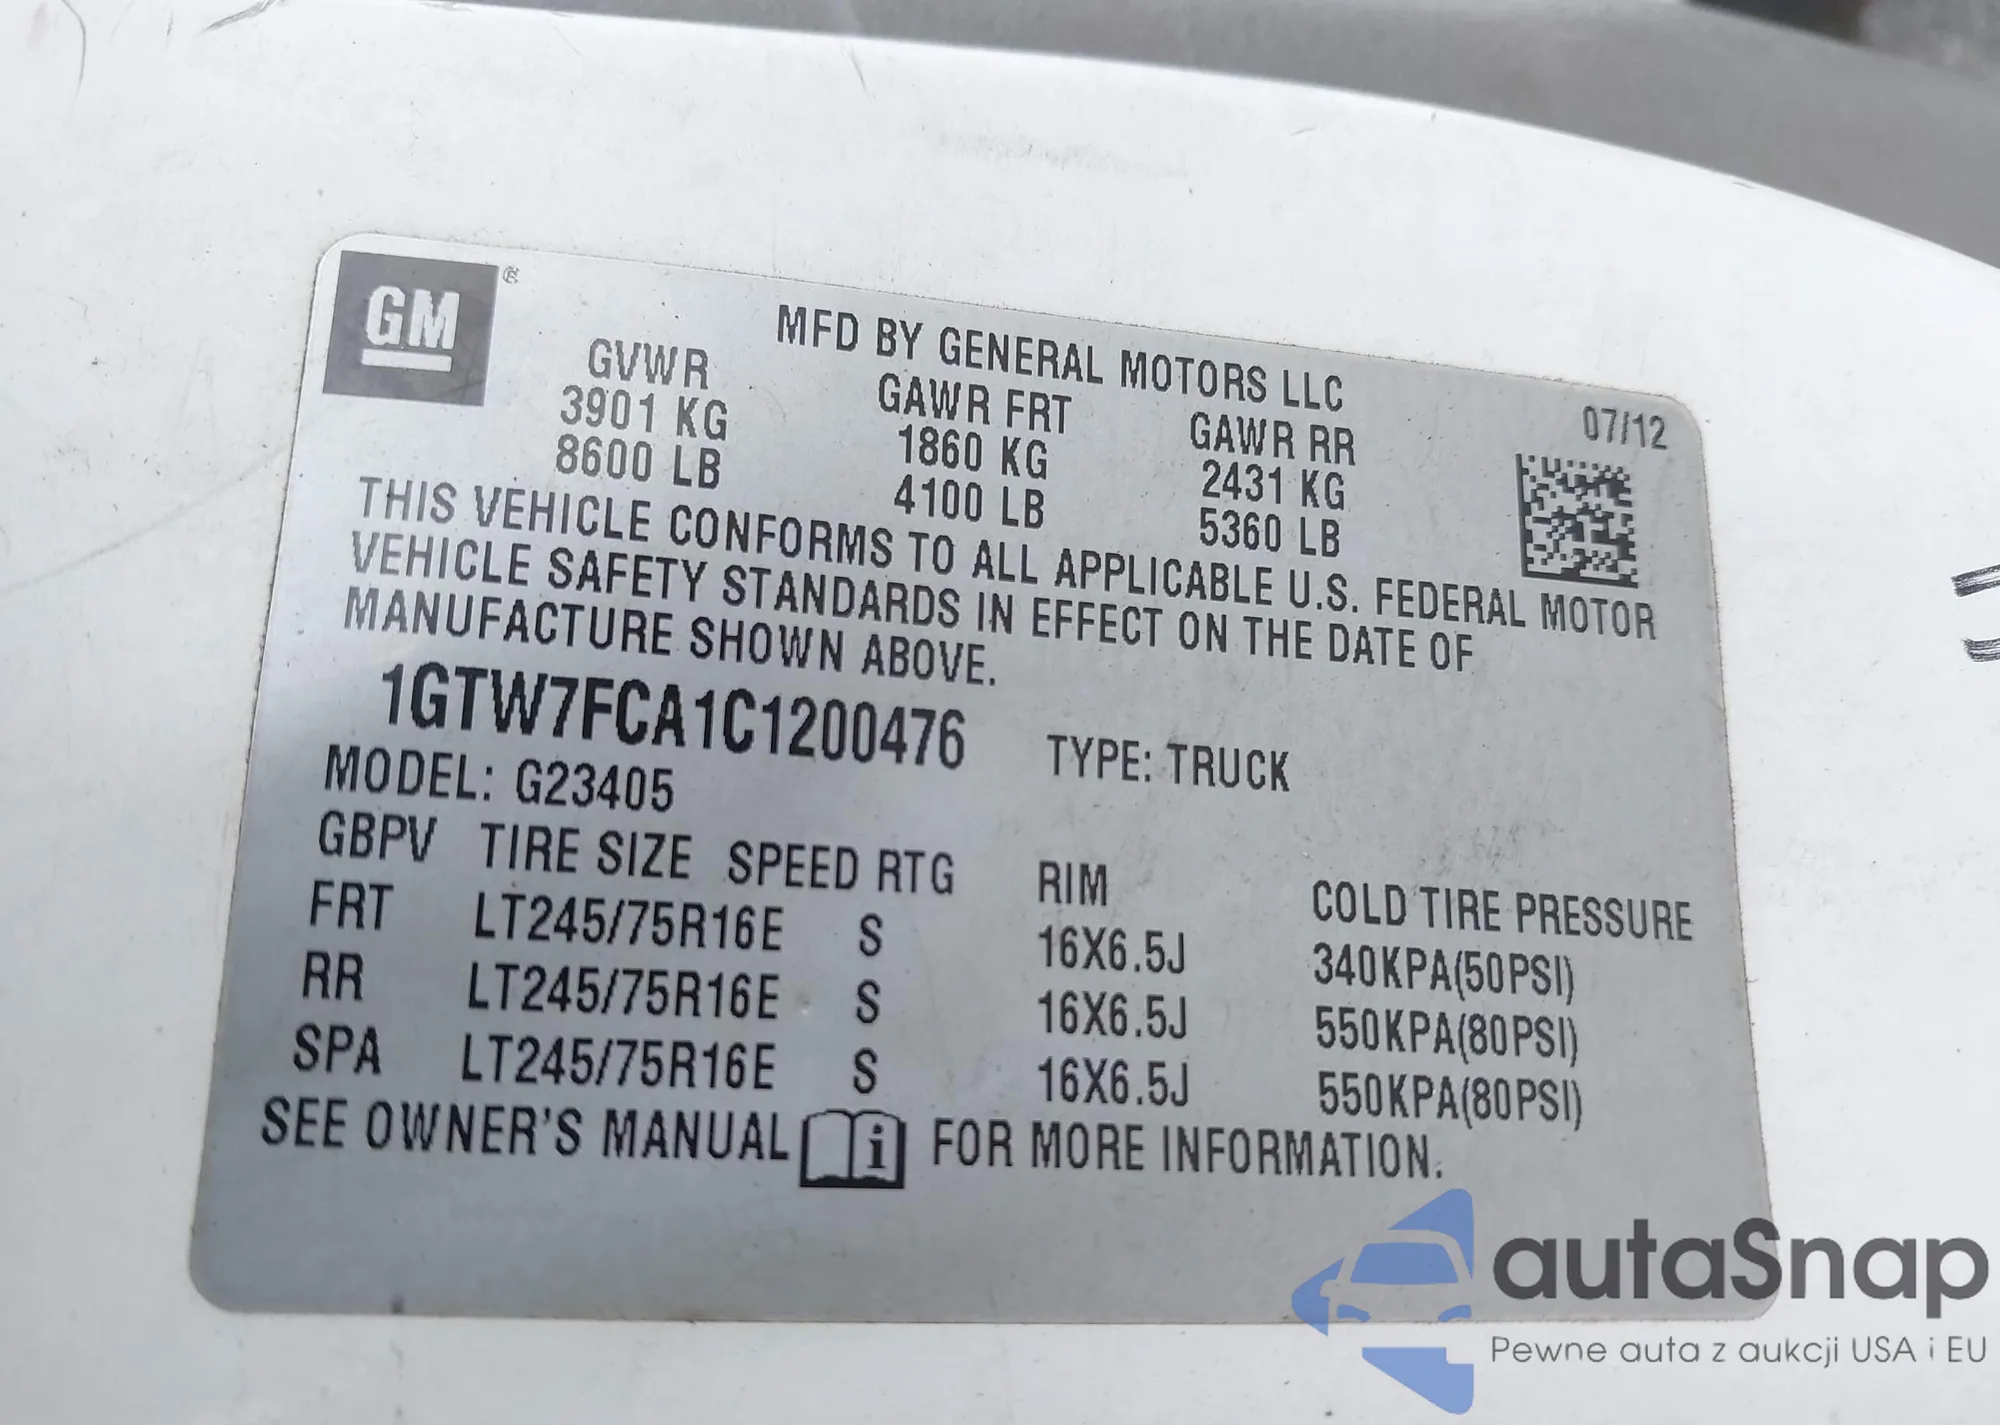 GM
MFD BY GENERAL MOTORS LLC
GVWR GAWR FRT GAWR RR 07/12
3901 KG 1860 KG 2431 KG
8600 LB 4100 LB 5360 LB
THIS VEHICLE CONFORMS TO ALL APPLICABLE U.S. FEDERAL MOTOR
VEHICLE SAFETY STANDARDS IN EFFECT ON THE DATE OF
MANUFACTURE SHOWN ABOVE.
1GTW7FCA1C1200476 TYPE: TRUCK
MODEL: G23405
GBPV TIRE SIZE SPEED RTG RIM COLD TIRE PRESSURE
FRT LT245/75R16E S 16X6.5J 340KPA(50PSI)
RR LT245/75R16E S 16X6.5J 550KPA(80PSI)
SPA LT245/75R16E S 16X6.5J 550KPA(80PSI)
SEE OWNER'S MANUAL i FOR MORE INFORMATION.
autaSnap
Pewne auta z aukcji USA i EU